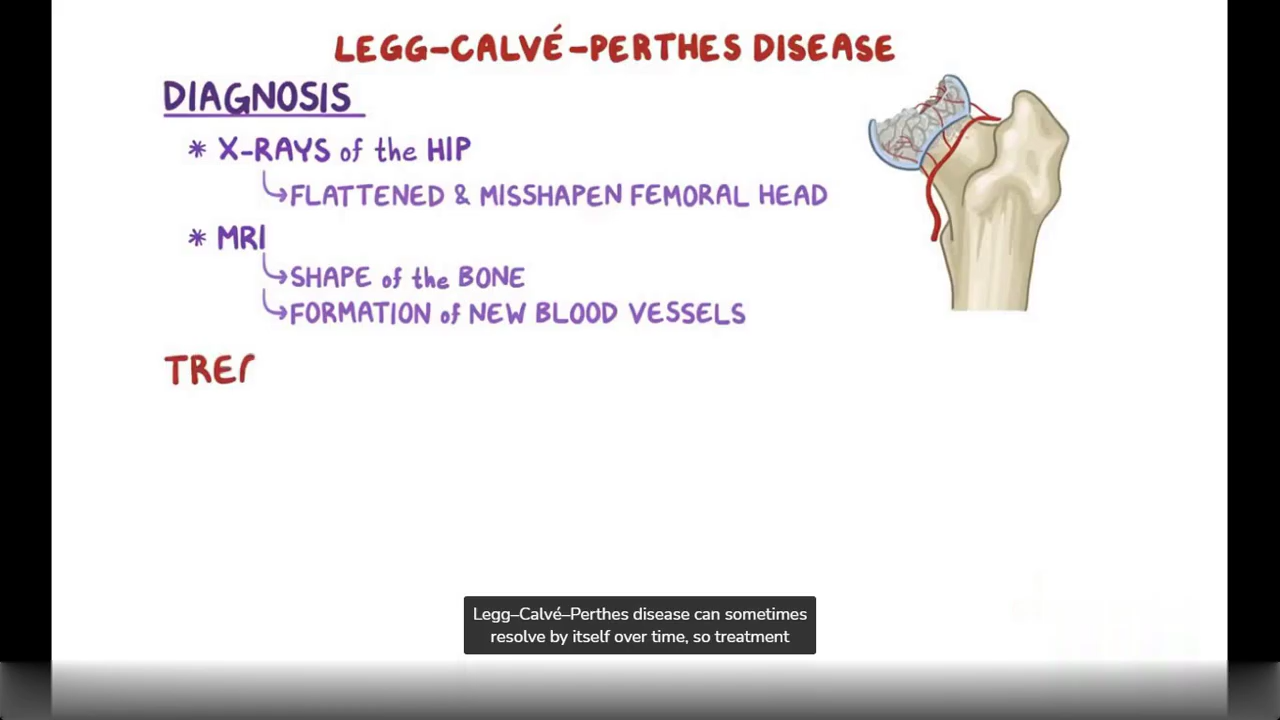 LEGG-CALVÉ-PERTHES DISEASE
DIAGNOSIS
* X-RAYS of the HIP
FLATTENED & MISSHAPEN FEMORAL HEAD
* MRI
SHAPE of the BONE
FORMATION of NEW BLOOD VESSELS
TRE
Legg–Calvé–Perthes disease can sometimes
resolve by itself over time, so treatment